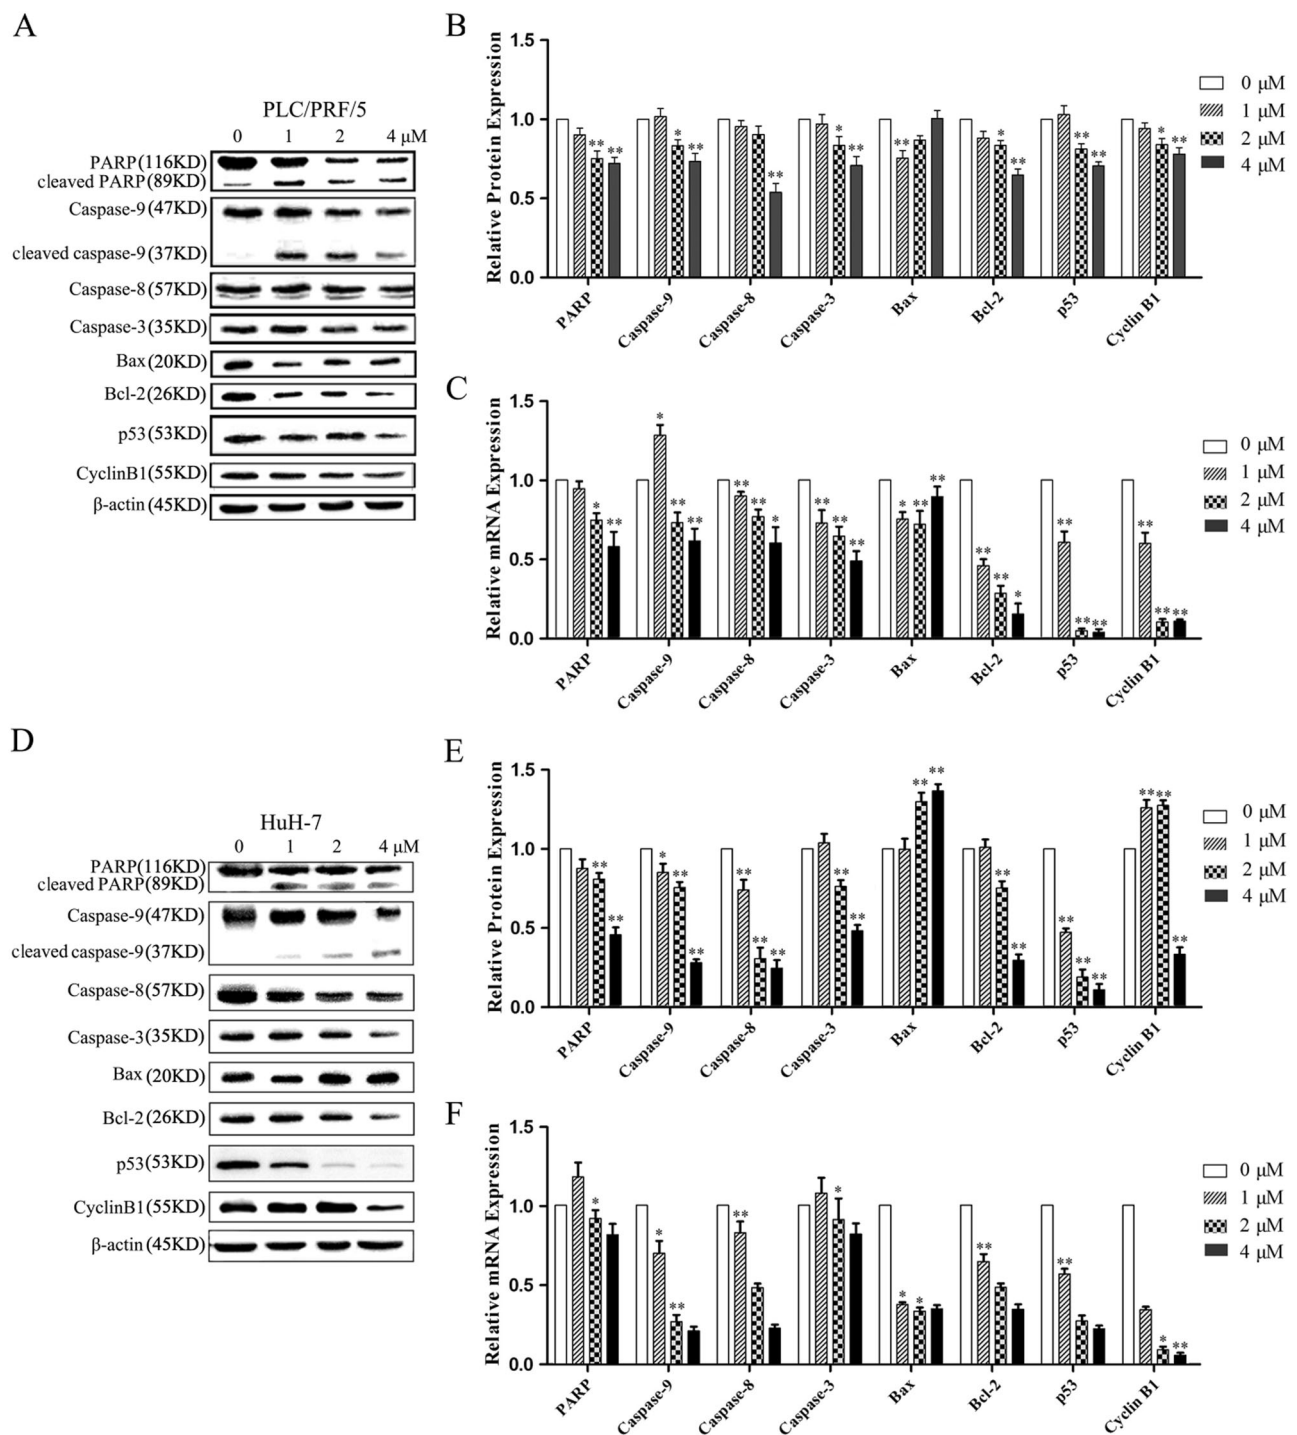 A
PLC/PRF/5
0 1 2 4 μM
PARP(116KD)
cleaved PARP(89KD)
Caspase-9(47KD)
cleaved caspase-9(37KD)
Caspase-8(57KD)
Caspase-3(35KD)
Bax(20KD)
Bcl-2(26KD)
p53(53KD)
CyclinB1(55KD)
β-actin(45KD)
B
Relative Protein Expression
1.5
1.0
0.5
0.0
** ** * ** ** * ** ** * ** ** ** * **
PARP Caspase-9 Caspase-8 Caspase-3 Bax Bcl-2 p53 Cyclin B1
0 μM
1 μM
2 μM
4 μM
C
Relative mRNA Expression
1.5
1.0
0.5
0.0
* ** * ** ** ** ** * ** ** ** * ** ** ** ** * ** ** ** ** ** **
PARP Caspase-9 Caspase-8 Caspase-3 Bax Bcl-2 p53 Cyclin B1
0 μM
1 μM
2 μM
4 μM
D
HuH-7
0 1 2 4 μM
PARP(116KD)
cleaved PARP(89KD)
Caspase-9(47KD)
cleaved caspase-9(37KD)
Caspase-8(57KD)
Caspase-3(35KD)
Bax(20KD)
Bcl-2(26KD)
p53(53KD)
CyclinB1(55KD)
β-actin(45KD)
E
Relative Protein Expression
1.5
1.0
0.5
0.0
** ** * ** ** ** ** ** ** ** ** ** ** ** ** ** ** ** ** **
PARP Caspase-9 Caspase-8 Caspase-3 Bax Bcl-2 p53 Cyclin B1
0 μM
1 μM
2 μM
4 μM
F
Relative mRNA Expression
1.5
1.0
0.5
0.0
* * ** ** * * * ** ** * **
PARP Caspase-9 Caspase-8 Caspase-3 Bax Bcl-2 p53 Cyclin B1
0 μM
1 μM
2 μM
4 μM